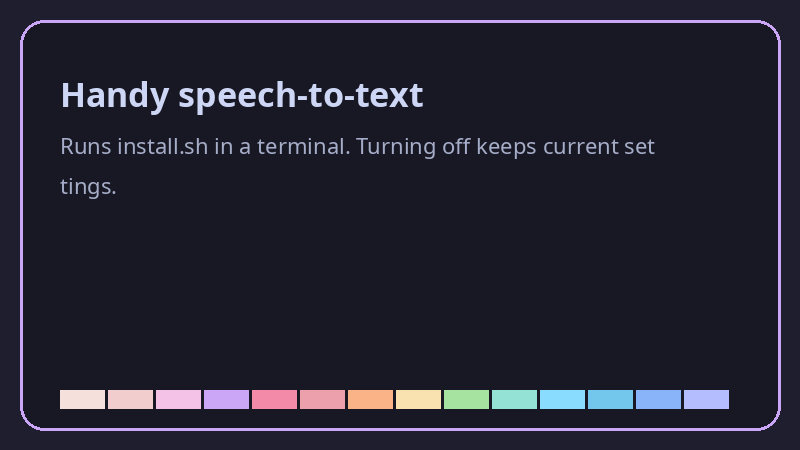 Handy speech-to-text
Runs install.sh in a terminal. Turning off keeps current set
tings.